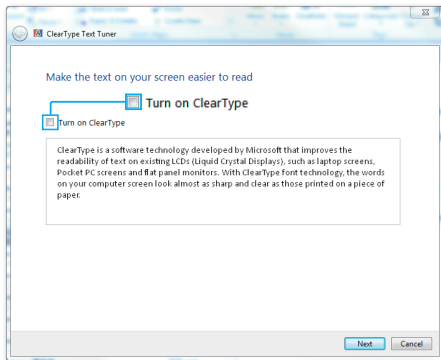 ClearType Text Tuner
Make the text on your screen easier to read
Turn on ClearType
Turn on ClearType
ClearType is a software technology developed by Microsoft that improves the
readability of text on existing LCDs (Liquid Crystal Displays), such as laptop screens,
Pocket PC screens and flat panel monitors. With ClearType font technology, the words
on your computer screen look almost as sharp and clear as those printed on a piece of
paper.
Next Cancel